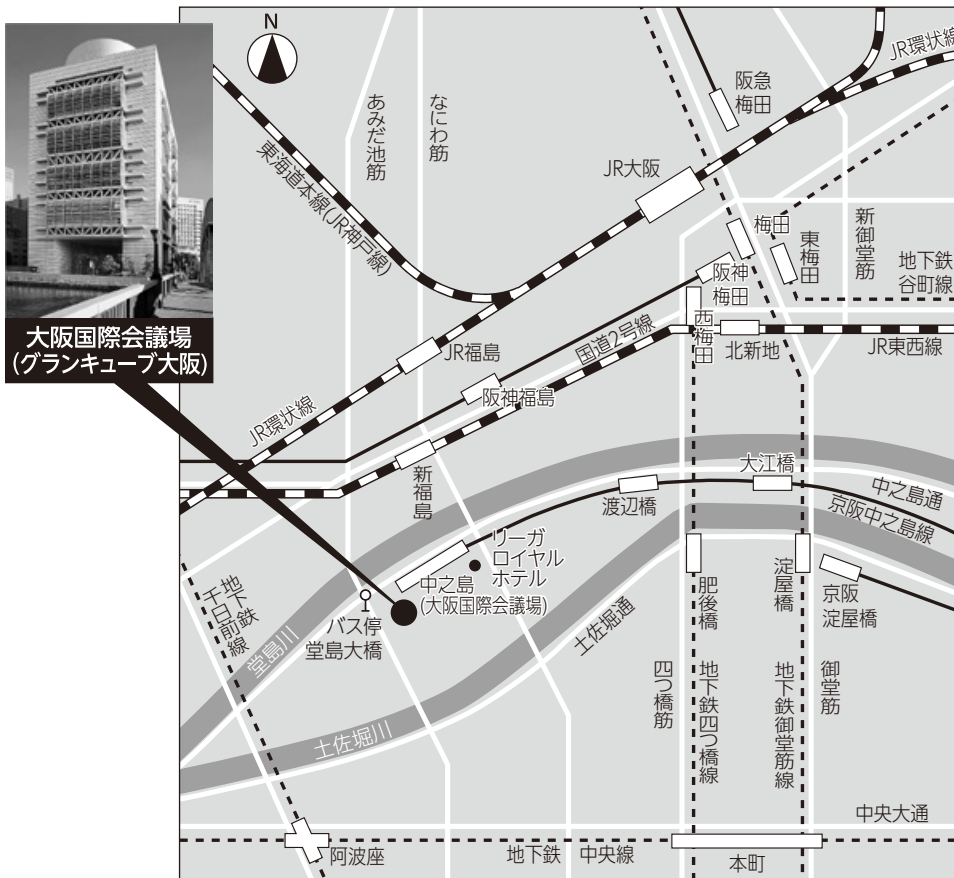 N
大阪国際会議場
(グランキューブ大阪)
あみだ池筋
なにわ筋
東海道本線(JR神戸線)
JR大阪
阪急
梅田
JR環状線
梅田
東梅田
新御堂筋
地下鉄
谷町線
阪神
梅田
西梅田
北新地
JR東西線
国道2号線
JR福島
阪神福島
JR環状線
新福島
渡辺橋
大江橋
中之島通
京阪中之島線
リーガ
ロイヤル
ホテル
中之島
(大阪国際会議場)
バス停
堂島大橋
地下鉄
千日前線
堂島川
土佐堀川
土佐堀通
肥後橋
淀屋橋
京阪
淀屋橋
四つ橋筋
地下鉄四つ橋線
地下鉄御堂筋線
御堂筋
中央大通
阿波座
地下鉄 中央線
本町